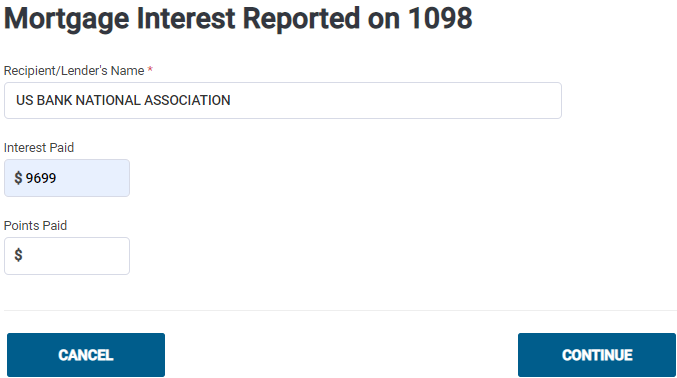 Mortgage Interest Reported on 1098
Recipient/Lender's Name *
US BANK NATIONAL ASSOCIATION
Interest Paid
$ 9699
Points Paid
$
CANCEL
CONTINUE